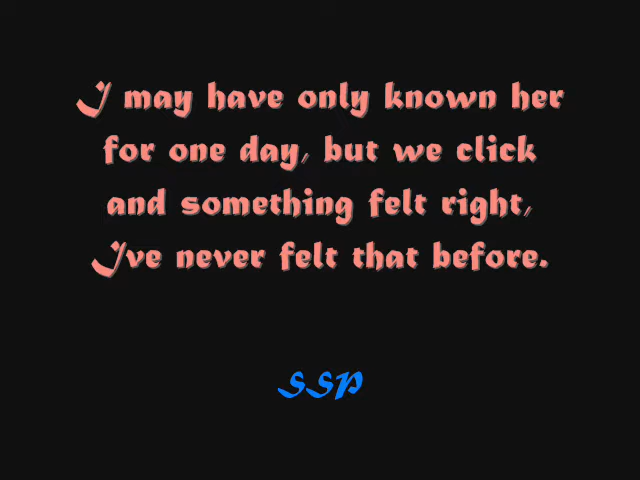 I may have only known her
for one day, but we click
and something felt right,
I've never felt that before.
SSP